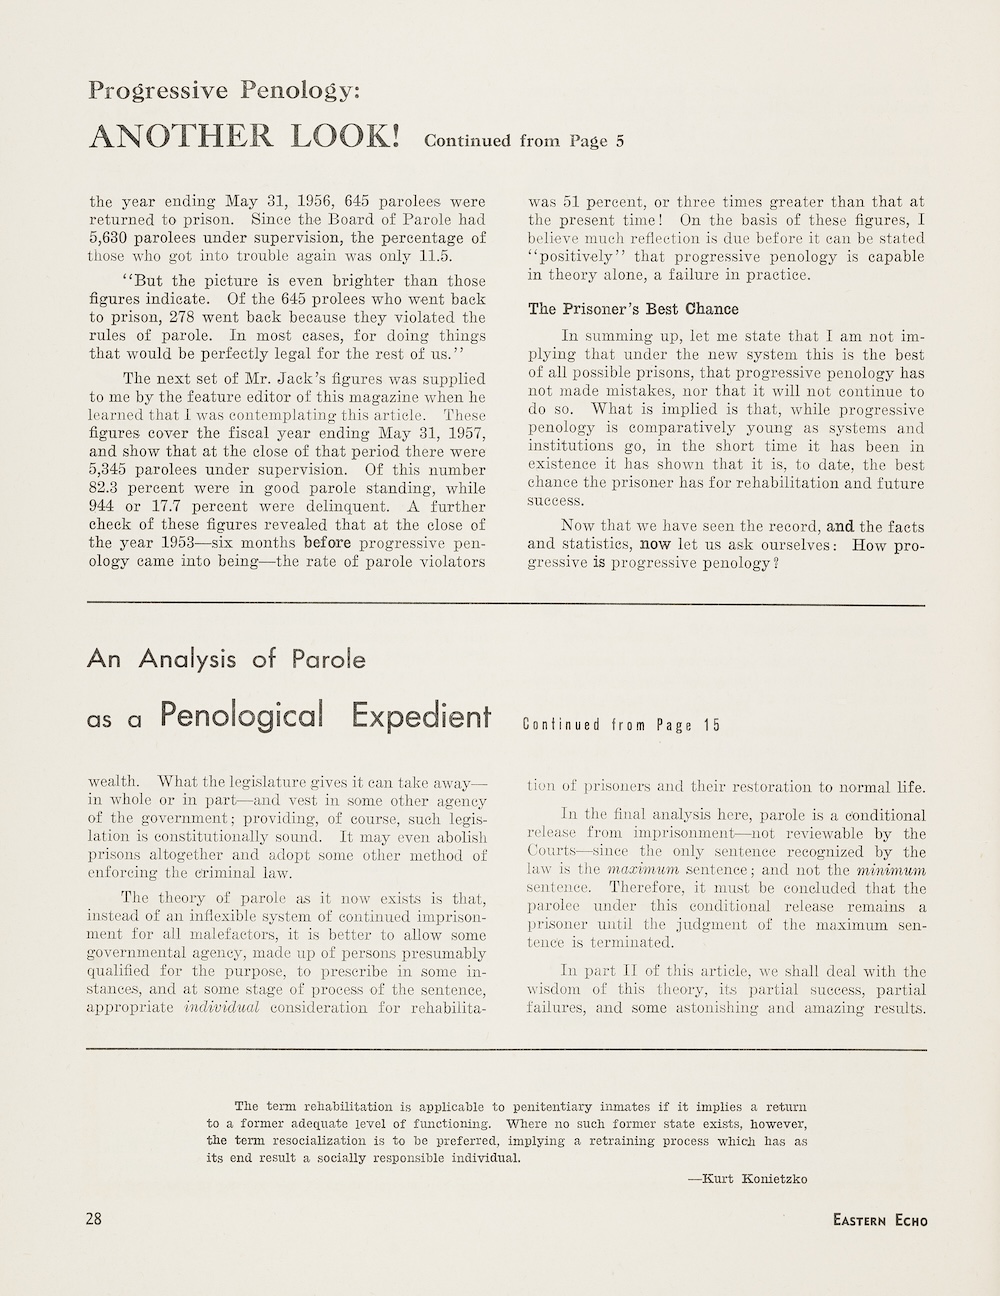 Progressive Penology:
ANOTHER LOOK! Continued from Page 5
the year ending May 31, 1956, 645 parolees were
returned to prison. Since the Board of Parole had
5,630 parolees under supervision, the percentage of
those who got into trouble again was only 11.5.
“But the picture is even brighter than those
figures indicate. Of the 645 prolees who went back
to prison, 278 went back because they violated the
rules of parole. In most cases, for doing things
that would be perfectly legal for the rest of us.”
The next set of Mr. Jack’s figures was supplied
to me by the feature editor of this magazine when he
learned that I was contemplating this article. These
figures cover the fiscal year ending May 31, 1957,
and show that at the close of that period there were
5,345 parolees under supervision. Of this number
82.3 percent were in good parole standing, while
944 or 17.7 percent were delinquent. A further
check of these figures revealed that at the close of
the year 1953—six months before progressive pen-
ology came into being—the rate of parole violators
was 51 percent, or three times greater than that at
the present time! On the basis of these figures, I
believe much reflection is due before it can be stated
“positively” that progressive penology is capable
in theory alone, a failure in practice.
The Prisoner’s Best Chance
In summing up, let me state that I am not im-
plying that under the new system this is the best
of all possible prisons, that progressive penology has
not made mistakes, nor that it will not continue to
do so. What is implied is that, while progressive
penology is comparatively young as systems and
institutions go, in the short time it has been in
existence it has shown that it is, to date, the best
chance the prisoner has for rehabilitation and future
success.
Now that we have seen the record, and the facts
and statistics, now let us ask ourselves: How pro-
gressive is progressive penology?
An Analysis of Parole
as a Penological Expedient Continued from Page 15
wealth. What the legislature gives it can take away—
in whole or in part—and vest in some other agency
of the government; providing, of course, such legis-
lation is constitutionally sound. It may even abolish
prisons altogether and adopt some other method of
enforcing the criminal law.
The theory of parole as it now exists is that,
instead of an inflexible system of continued imprison-
ment for all malefactors, it is better to allow some
governmental agency, made up of persons presumably
qualified for the purpose, to prescribe in some in-
stances, and at some stage of process of the sentence,
appropriate individual consideration for rehabilita-
tion of prisoners and their restoration to normal life.
In the final analysis here, parole is a conditional
release from imprisonment—not reviewable by the
Courts—since the only sentence recognized by the
law is the maximum sentence; and not the minimum
sentence. Therefore, it must be concluded that the
parolee under this conditional release remains a
prisoner until the judgment of the maximum sen-
tence is terminated.
In part II of this article, we shall deal with the
wisdom of this theory, its partial success, partial
failures, and some astonishing and amazing results.
The term rehabilitation is applicable to penitentiary inmates if it implies a return
to a former adequate level of functioning. Where no such former state exists, however,
the term resocialization is to be preferred, implying a retraining process which has as
its end result a socially responsible individual.
—Kurt Konietzko
28
EASTERN ECHO